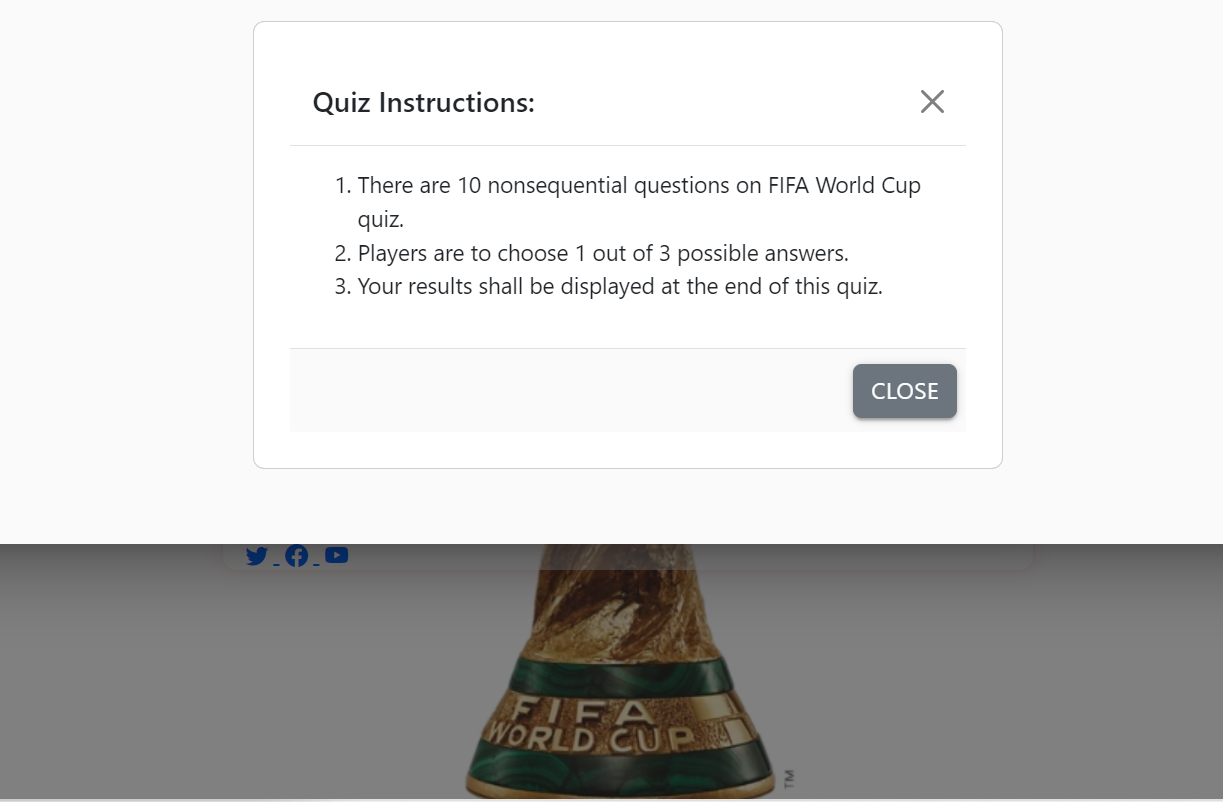 Quiz Instructions:
1. There are 10 nonsequential questions on FIFA World Cup
quiz.
2. Players are to choose 1 out of 3 possible answers.
3. Your results shall be displayed at the end of this quiz.
CLOSE
FIFA
WORLD CUP
TM